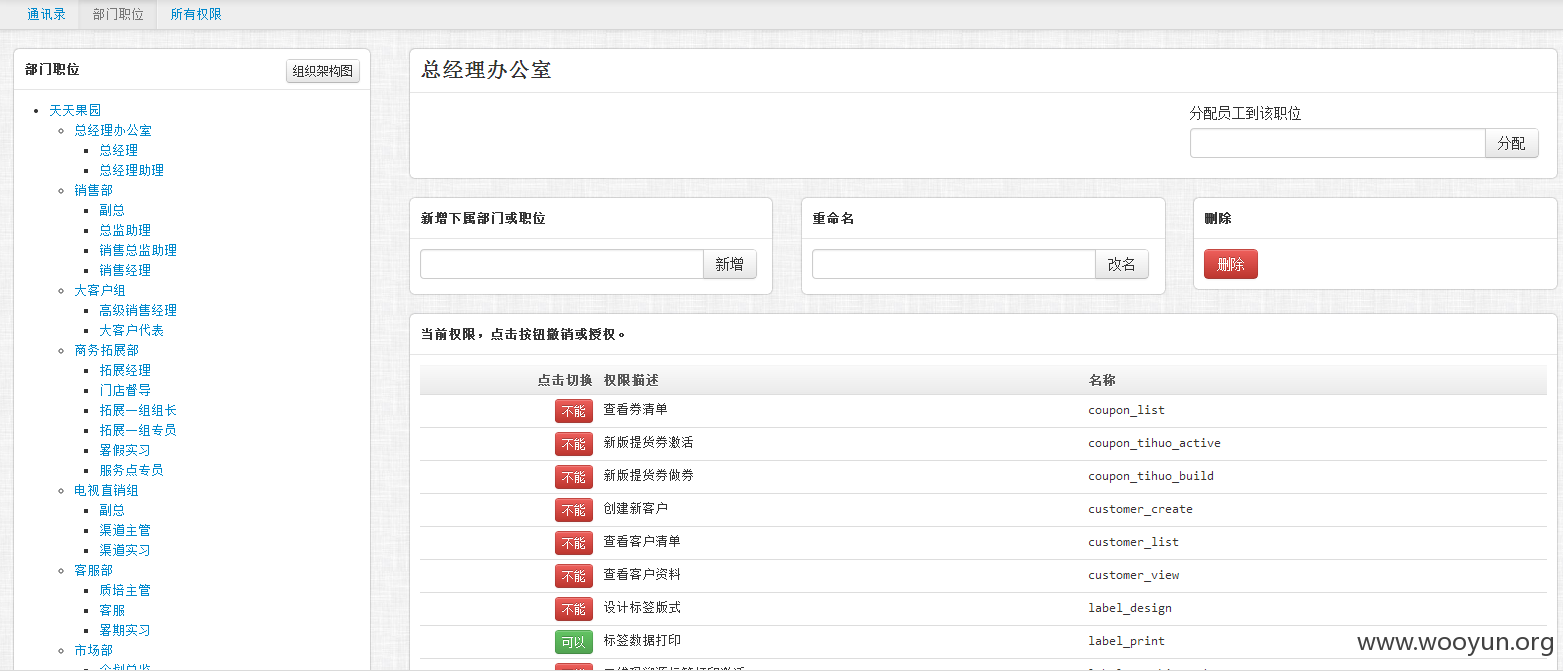 通讯录 部门职位 所有权限
部门职位 组织架构图
天天果园
总经理办公室
总经理
总经理助理
销售部
副总
总监助理
销售总监助理
销售经理
大客户组
高级销售经理
大客户代表
商务拓展部
拓展经理
门店督导
拓展一组组长
拓展一组专员
署假实习
服务点专员
电视直销组
副总
渠道主管
渠道实习
客服部
质培主管
客服
署期实习
市场部
总经理办公室
分配员工到该职位
分配
新增下属部门或职位
新增
重命名
改名
删除
删除
当前权限，点击按钮撤销或授权。
点击切换 权限描述 名称
不能 查看券清单 coupon_list
不能 新版提货券激活 coupon_tihuo_active
不能 新版提货券做券 coupon_tihuo_build
不能 创建新客户 customer_create
不能 查看客户清单 customer_list
不能 查看客户资料 customer_view
不能 设计标签版式 label_design
可以 标签数据打印 label_print
www.wooyun.org